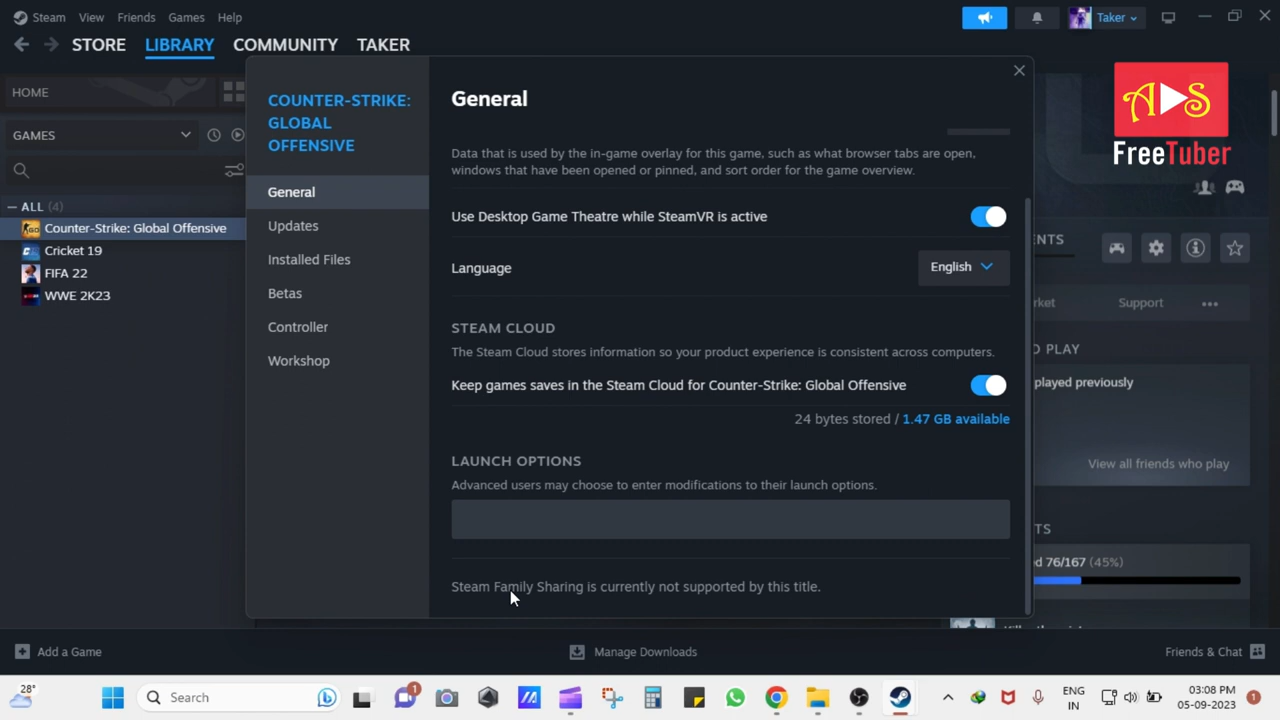 Steam View Friends Games Help
Taker
STORE LIBRARY COMMUNITY TAKER
HOME
GAMES
ALL (4)
Counter-Strike: Global Offensive
Cricket 19
FIFA 22
WWE 2K23
COUNTER-STRIKE:
GLOBAL
OFFENSIVE
General
Updates
Installed Files
Betas
Controller
Workshop
General
Data that is used by the in-game overlay for this game, such as what browser tabs are open,
windows that have been opened or pinned, and sort order for the game overview.
Use Desktop Game Theatre while SteamVR is active
Language
English
STEAM CLOUD
The Steam Cloud stores information so your product experience is consistent across computers.
Keep games saves in the Steam Cloud for Counter-Strike: Global Offensive
24 bytes stored / 1.47 GB available
LAUNCH OPTIONS
Advanced users may choose to enter modifications to their launch options.
Steam Family Sharing is currently not supported by this title.
AS
FreeTuber
ENTS
rket Support
O PLAY
played previously
View all friends who play
TS
ed 76/167 (45%)
Add a Game
Manage Downloads
Friends & Chat
28°
Search
1
ENG
IN
03:08 PM
05-09-2023
1